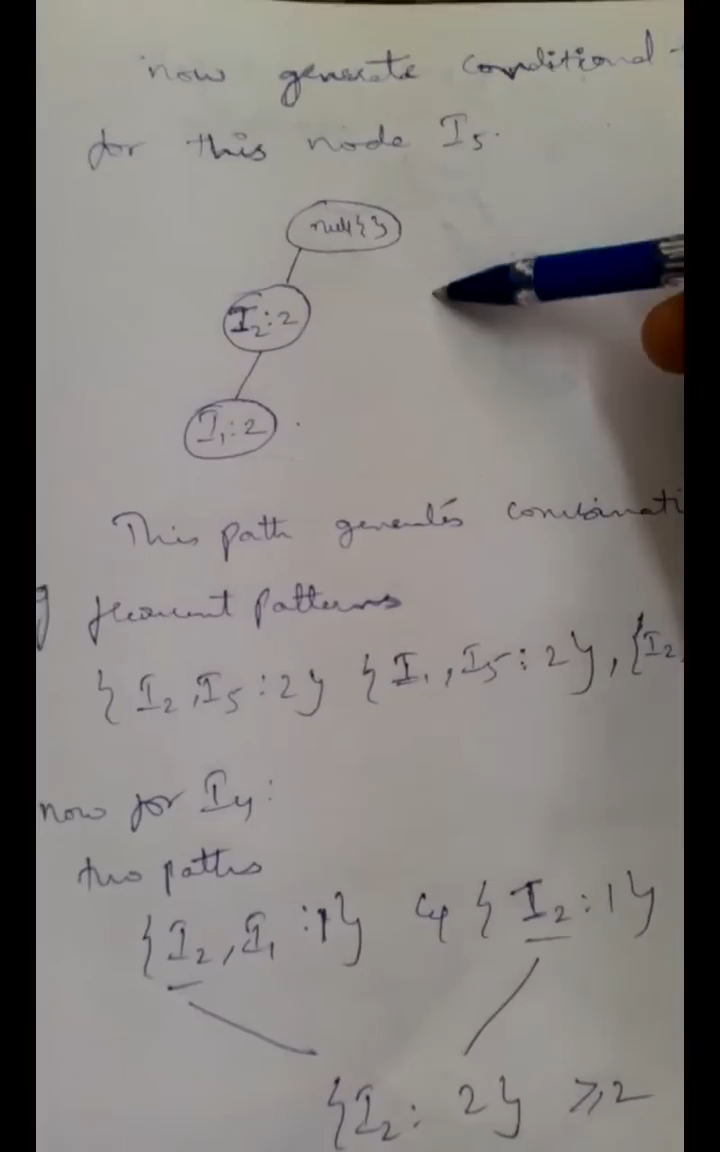 now generate conditional-
for this node I5.
null{}
I2:2
I1:2
This path generates combinati
frequent patterns
{I2,I5:2} {I1,I5:2},{I2,
now for I4:
two paths
{I2,I1:1} & {I2:1}
{I2:2} ≥2